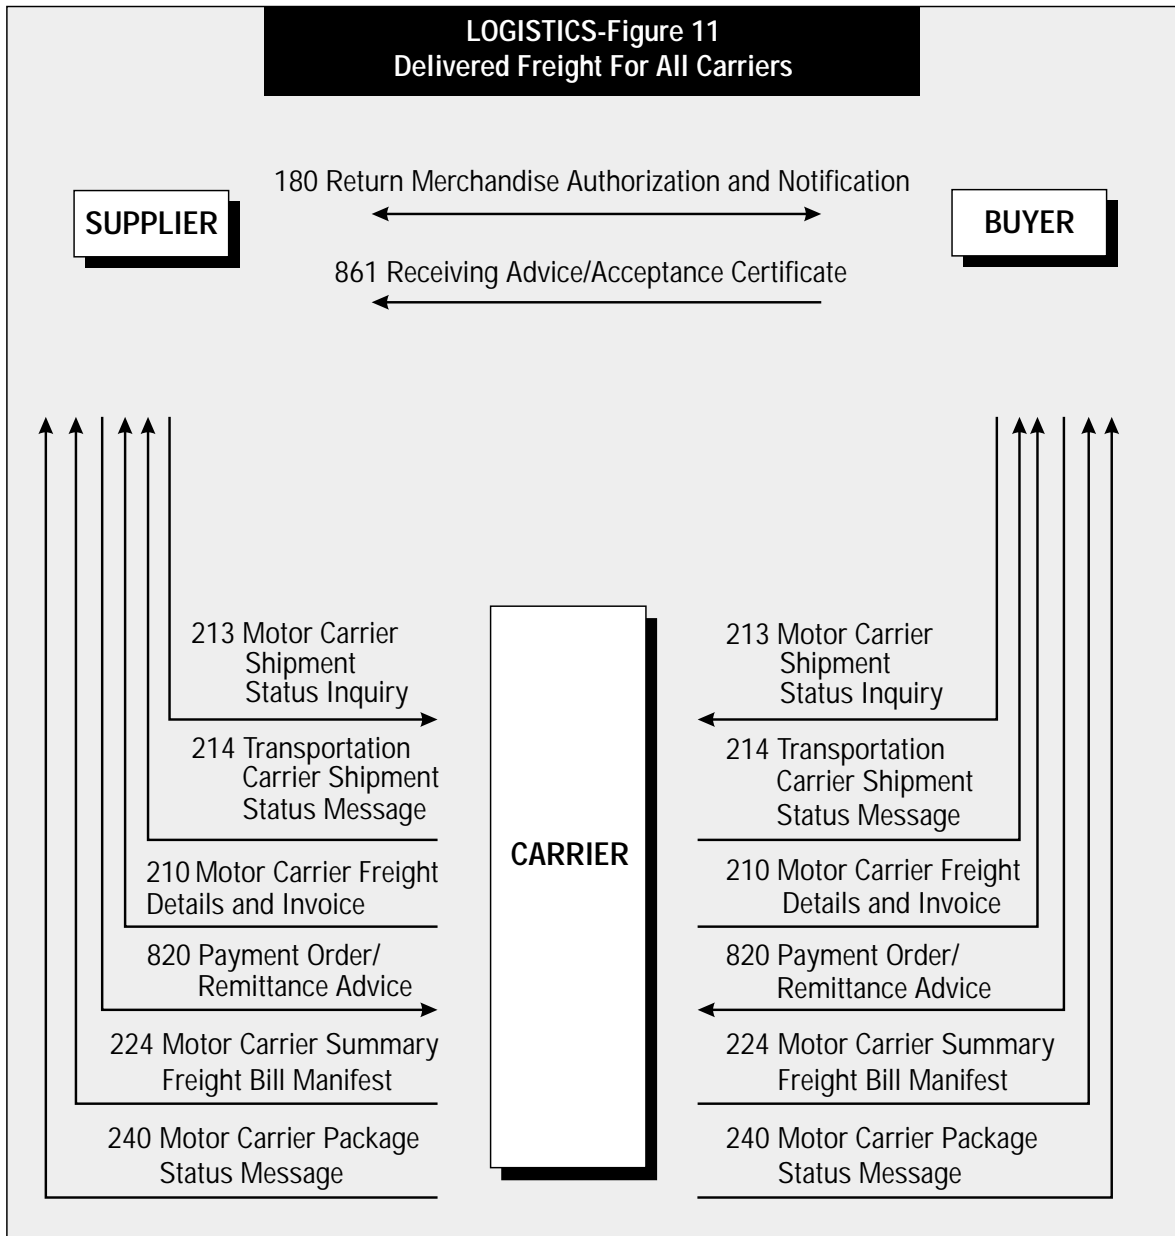 LOGISTICS-Figure 11
Delivered Freight For All Carriers
180 Return Merchandise Authorization and Notification
SUPPLIER
BUYER
861 Receiving Advice/Acceptance Certificate
213 Motor Carrier
Shipment
Status Inquiry
214 Transportation
Carrier Shipment
Status Message
210 Motor Carrier Freight
Details and Invoice
820 Payment Order/
Remittance Advice
224 Motor Carrier Summary
Freight Bill Manifest
240 Motor Carrier Package
Status Message
CARRIER
213 Motor Carrier
Shipment
Status Inquiry
214 Transportation
Carrier Shipment
Status Message
210 Motor Carrier Freight
Details and Invoice
820 Payment Order/
Remittance Advice
224 Motor Carrier Summary
Freight Bill Manifest
240 Motor Carrier Package
Status Message